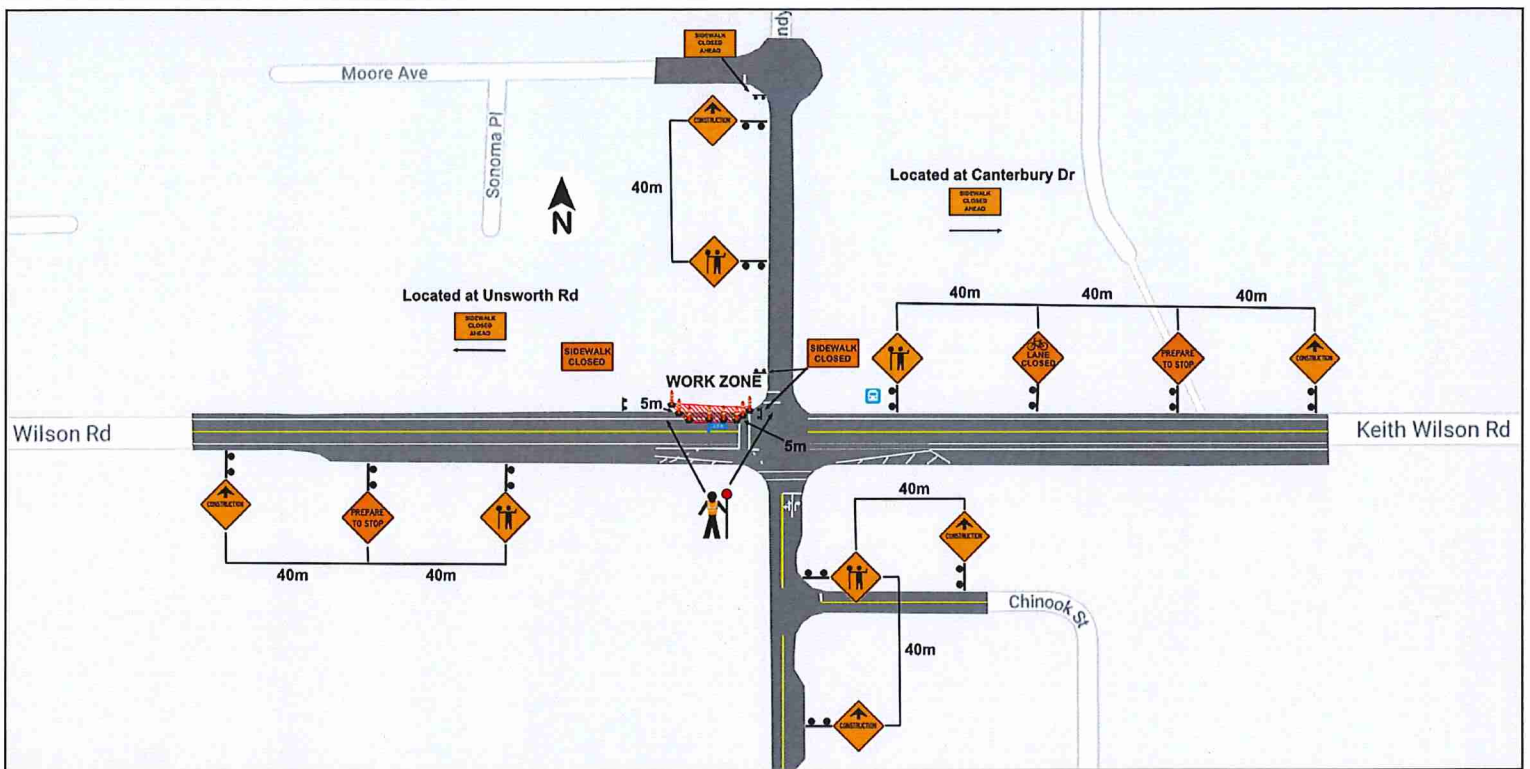 SIDEWALK
CLOSED
AHEAD
ndy
Moore Ave
CONSTRUCTION
Sonoma Pl
40m
N
Located at Canterbury Dr
SIDEWALK
CLOSED
AHEAD
Located at Unsworth Rd
SIDEWALK
CLOSED
AHEAD
SIDEWALK
CLOSED
SIDEWALK
CLOSED
40m
40m
40m
LANE
CLOSED
PREPARE
TO STOP
CONSTRUCTION
WORK ZONE
5m
5m
Wilson Rd
Keith Wilson Rd
CONSTRUCTION
PREPARE
TO STOP
40m
40m
40m
CONSTRUCTION
Chinook St
40m
CONSTRUCTION